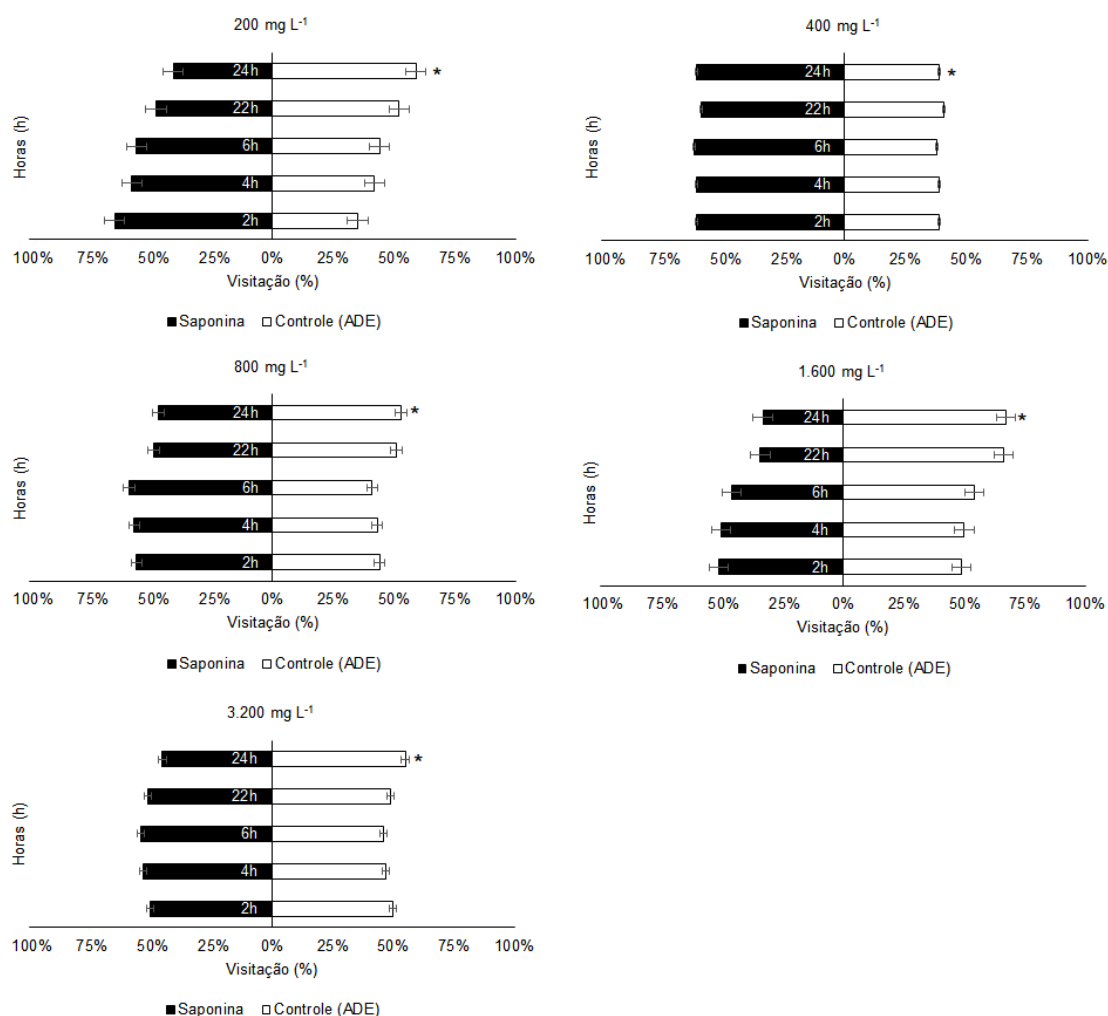 200 mg L⁻¹
Horas (h)
24h
*
22h
6h
4h
2h
100% 75% 50% 25% 0% 25% 50% 75% 100%
Visitação (%)
Saponina Controle (ADE)
400 mg L⁻¹
Horas (h)
24h
*
22h
6h
4h
2h
100% 75% 50% 25% 0% 25% 50% 75% 100%
Visitação (%)
Saponina Controle (ADE)
800 mg L⁻¹
Horas (h)
24h
*
22h
6h
4h
2h
100% 75% 50% 25% 0% 25% 50% 75% 100%
Visitação (%)
Saponina Controle (ADE)
1.600 mg L⁻¹
Horas (h)
24h
*
22h
6h
4h
2h
100% 75% 50% 25% 0% 25% 50% 75% 100%
Visitação (%)
Saponina Controle (ADE)
3.200 mg L⁻¹
Horas (h)
24h
*
22h
6h
4h
2h
100% 75% 50% 25% 0% 25% 50% 75% 100%
Visitação (%)
Saponina Controle (ADE)